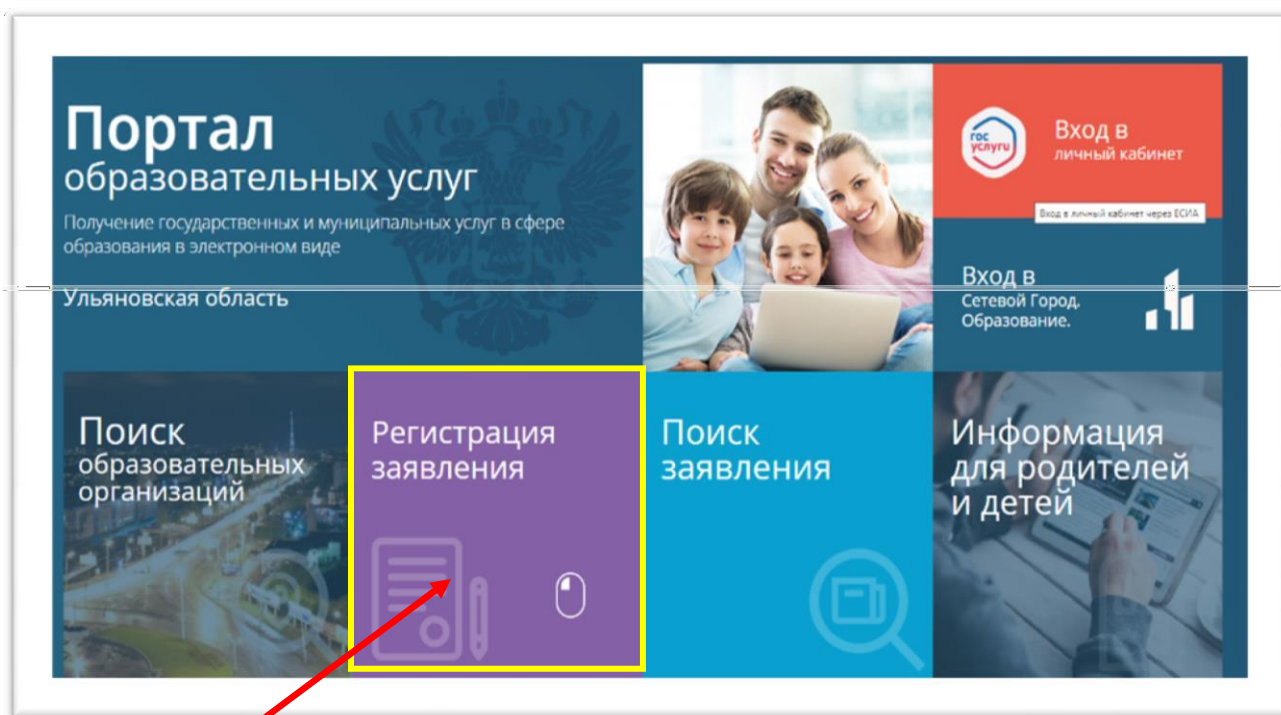 Портал
образовательных услуг
Получение государственных и муниципальных услуг в сфере
образования в электронном виде
Ульяновская область
гос
услуги
Вход в
личный кабинет
Вход в личный кабинет через ЕСИА
Вход в
Сетевой Город.
Образование.
Поиск
образовательных
организаций
Регистрация
заявления
Поиск
заявления
Информация
для родителей
и детей